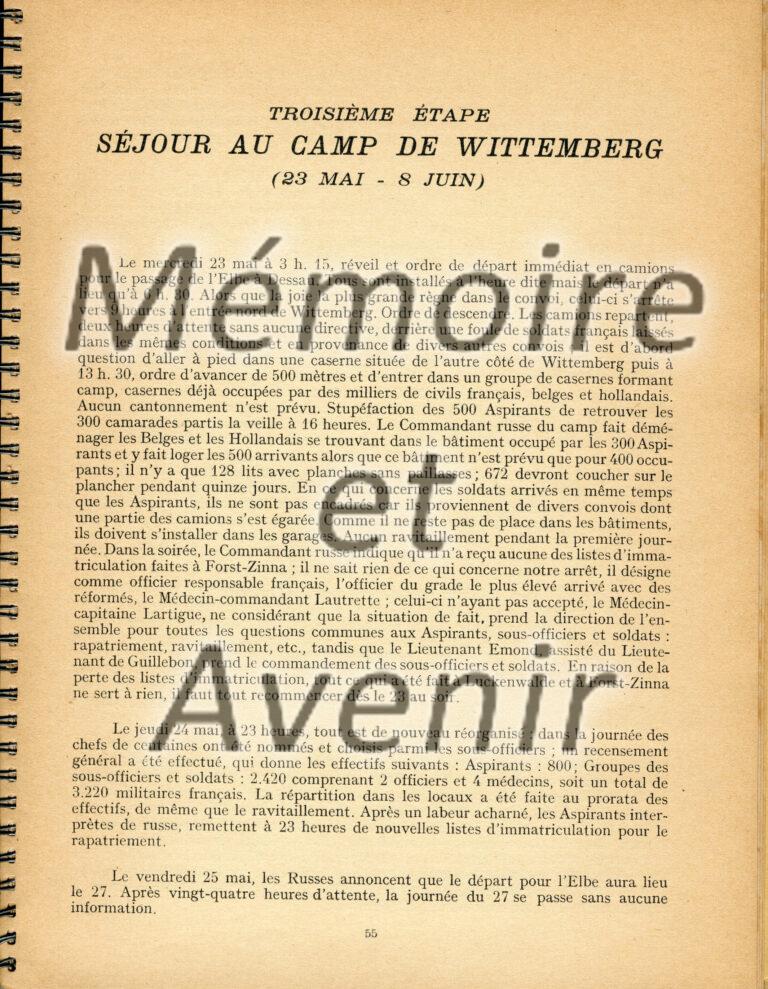 TROISIÈME ÉTAPE
SÉJOUR AU CAMP DE WITTEMBERG
(23 MAI - 8 JUIN)
Mémoire
et
Avenir
Le mercredi 23 mai à 3 h. 15, réveil et ordre de départ immédiat en camions
pour le passage de l'Elbe à Dessau. Tous sont installés à l'heure dite mais le départ n'a
lieu qu'à 6 h. 30. Alors que la joie la plus grande règne dans le convoi, celui-ci s'arrête
vers 9 heures à l'entrée nord de Wittemberg. Ordre de descendre. Les camions repartent,
deux heures d'attente sans aucune directive, derrière une foule de soldats français laissés
dans les mêmes conditions et en provenance de divers autres convois. Il est d'abord
question d'aller à pied dans une caserne située de l'autre côté de Wittemberg puis à
13 h. 30, ordre d'avancer de 500 mètres et d'entrer dans un groupe de casernes formant
camp, casernes déjà occupées par des milliers de civils français, belges et hollandais.
Aucun cantonnement n'est prévu. Stupéfaction des 500 Aspirants de retrouver les
300 camarades partis la veille à 16 heures. Le Commandant russe du camp fait démé-
nager les Belges et les Hollandais se trouvant dans le bâtiment occupé par les 300 Aspi-
rants et y fait loger les 500 arrivants alors que ce bâtiment n'est prévu que pour 400 occu-
pants ; il n'y a que 128 lits avec planches sans paillasses ; 672 devront coucher sur le
plancher pendant quinze jours. En ce qui concerne les soldats arrivés en même temps
que les Aspirants, ils ne sont pas encadrés car ils proviennent de divers convois dont
une partie des camions s'est égarée. Comme il ne reste pas de place dans les bâtiments,
ils doivent s'installer dans les garages. Aucun ravitaillement pendant la première jour-
née. Dans la soirée, le Commandant russe indique qu'il n'a reçu aucune des listes d'imma-
triculation faites à Forst-Zinna ; il ne sait rien de ce qui concerne notre arrêt, il désigne
comme officier responsable français, l'officier du grade le plus élevé arrivé avec des
réformés, le Médecin-commandant Lautrette ; celui-ci n'ayant pas accepté, le Médecin-
capitaine Lartigue, ne considérant que la situation de fait, prend la direction de l'en-
semble pour toutes les questions communes aux Aspirants, sous-officiers et soldats :
rapatriement, ravitaillement, etc., tandis que le Lieutenant Emond, assisté du Lieute-
nant de Guillebon, prend le commandement des sous-officiers et soldats. En raison de la
perte des listes d'immatriculation, tout ce qui a été fait à Luckenwalde et à Forst-Zinna
ne sert à rien, il faut tout recommencer dès le 23 au soir.
Le jeudi 24 mai, à 23 heures, tout est de nouveau réorganisé ; dans la journée des
chefs de centaines ont été nommés et choisis parmi les sous-officiers ; un recensement
général a été effectué, qui donne les effectifs suivants : Aspirants : 800 ; Groupes des
sous-officiers et soldats : 2.420 comprenant 2 officiers et 4 médecins, soit un total de
3.220 militaires français. La répartition dans les locaux a été faite au prorata des
effectifs, de même que le ravitaillement. Après un labeur acharné, les Aspirants inter-
prètes de russe, remettent à 23 heures de nouvelles listes d'immatriculation pour le
rapatriement.
Le vendredi 25 mai, les Russes annoncent que le départ pour l'Elbe aura lieu
le 27. Après vingt-quatre heures d'attente, la journée du 27 se passe sans aucune
information.
55